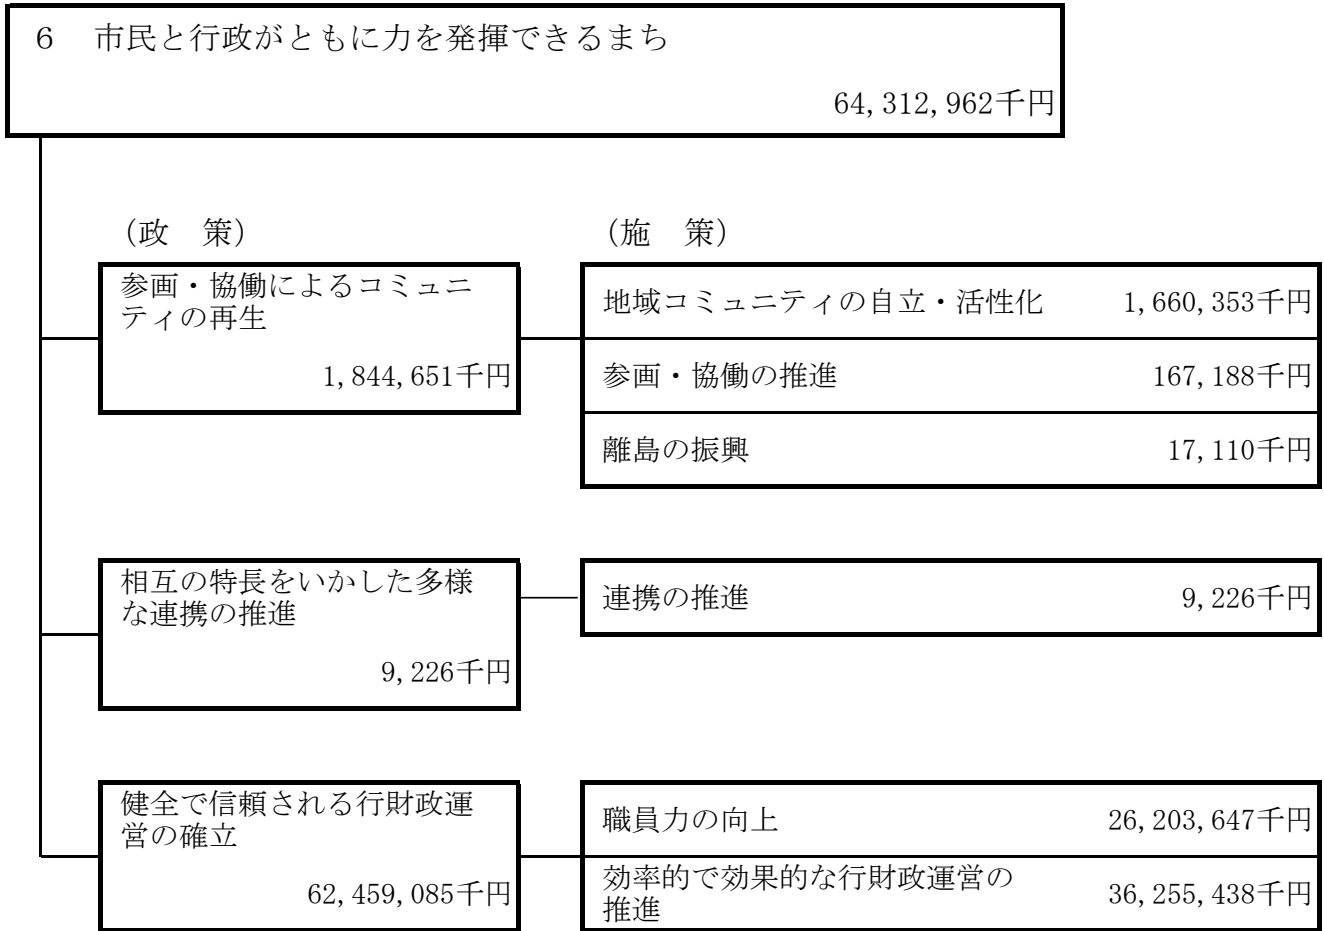 ６　市民と行政がともに力を発揮できるまち
64,312,962千円
（政　策）
（施　策）
参画・協働によるコミュニ
ティの再生
1,844,651千円
地域コミュニティの自立・活性化　1,660,353千円
参画・協働の推進　167,188千円
離島の振興　17,110千円
相互の特長をいかした多様
な連携の推進
9,226千円
連携の推進　9,226千円
健全で信頼される行財政運
営の確立
62,459,085千円
職員力の向上　26,203,647千円
効率的で効果的な行財政運営の
推進
36,255,438千円